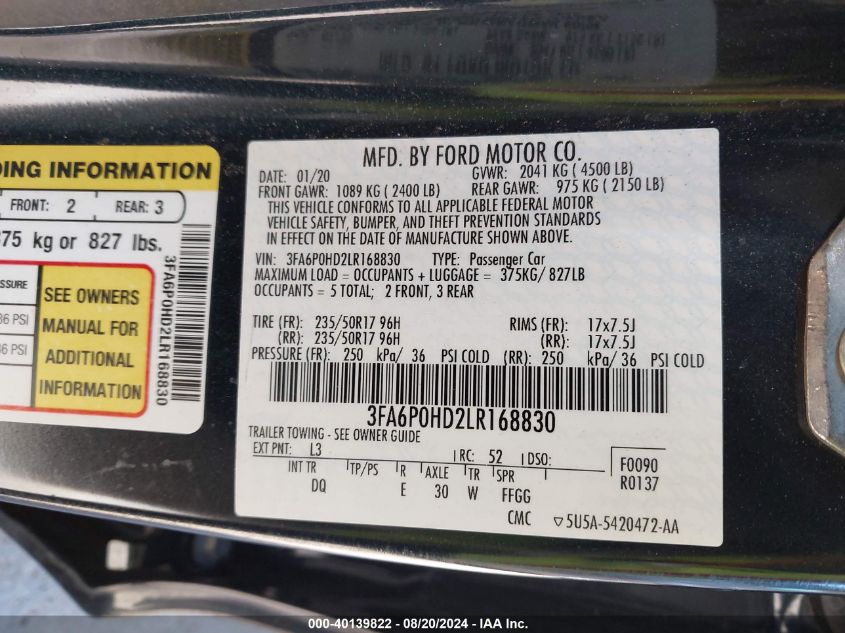 DING INFORMATION
FRONT: 2 REAR: 3
375 kg or 827 lbs.
SSURE
36 PSI
36 PSI
SEE OWNERS
MANUAL FOR
ADDITIONAL
INFORMATION
3FA6P0HD2LR168830
MFD. BY FORD MOTOR CO.
DATE: 01/20 GVWR: 2041 KG ( 4500 LB)
FRONT GAWR: 1089 KG ( 2400 LB) REAR GAWR: 975 KG ( 2150 LB)
THIS VEHICLE CONFORMS TO ALL APPLICABLE FEDERAL MOTOR
VEHICLE SAFETY, BUMPER, AND THEFT PREVENTION STANDARDS
IN EFFECT ON THE DATE OF MANUFACTURE SHOWN ABOVE.
VIN: 3FA6P0HD2LR168830 TYPE: Passenger Car
MAXIMUM LOAD = OCCUPANTS + LUGGAGE = 375KG/ 827LB
OCCUPANTS = 5 TOTAL; 2 FRONT, 3 REAR
TIRE (FR): 235/50R17 96H RIMS (FR): 17x7.5J
(RR): 235/50R17 96H (RR): 17x7.5J
PRESSURE (FR): 250 kPa/ 36 PSI COLD (RR): 250 kPa/ 36 PSI COLD
3FA6P0HD2LR168830
TRAILER TOWING - SEE OWNER GUIDE
EXT PNT: L3 RC: 52 DSO: F0090
R0137
INT TR TP/PS R AXLE TR SPR
DQ E 30 W FFGG
CMC ▽5U5A-5420472-AA
000-40139822 - 08/20/2024 - IAA Inc.